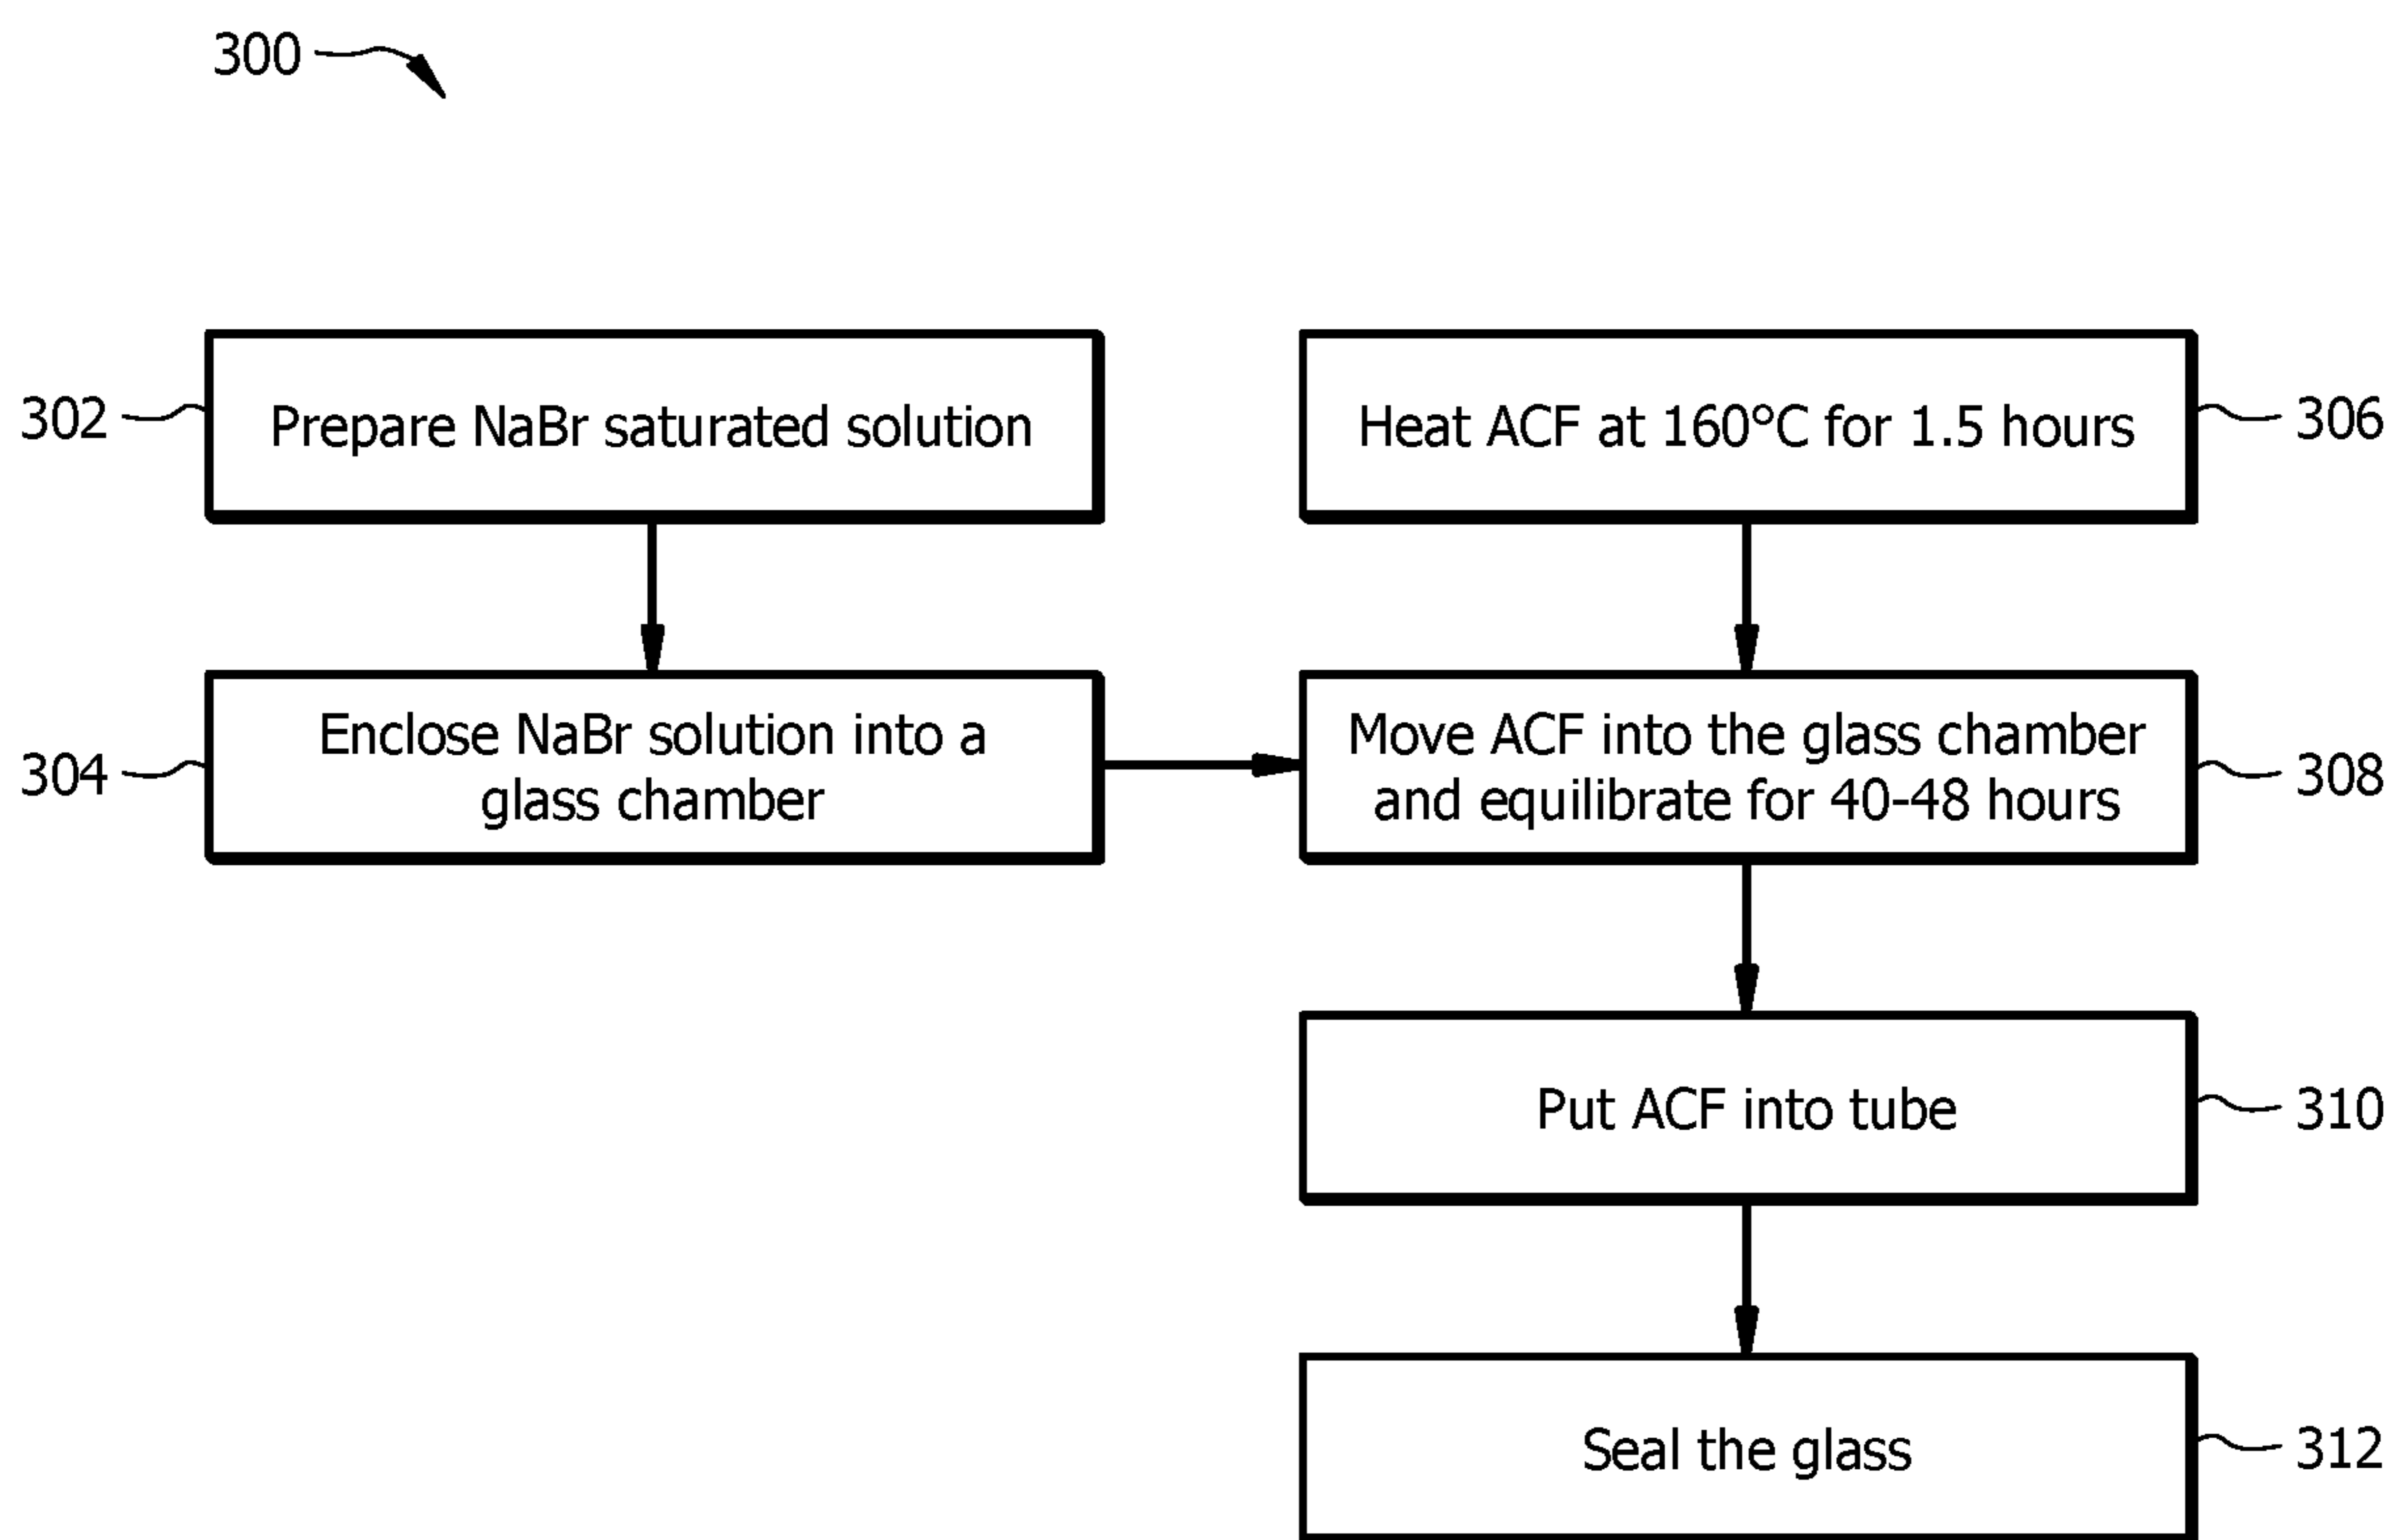 300
302
Prepare NaBr saturated solution
Heat ACF at 160°C for 1.5 hours
306
304
Enclose NaBr solution into a
glass chamber
Move ACF into the glass chamber
and equilibrate for 40-48 hours
308
Put ACF into tube
310
Seal the glass
312